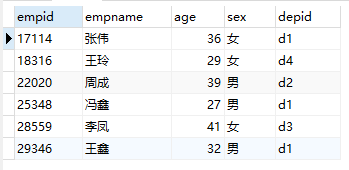 empid empname age sex depid
17114 张伟 36 女 d1
18316 王玲 29 女 d4
22020 周成 39 男 d2
25348 冯鑫 27 男 d1
28559 李凤 41 女 d3
29346 王鑫 32 男 d1